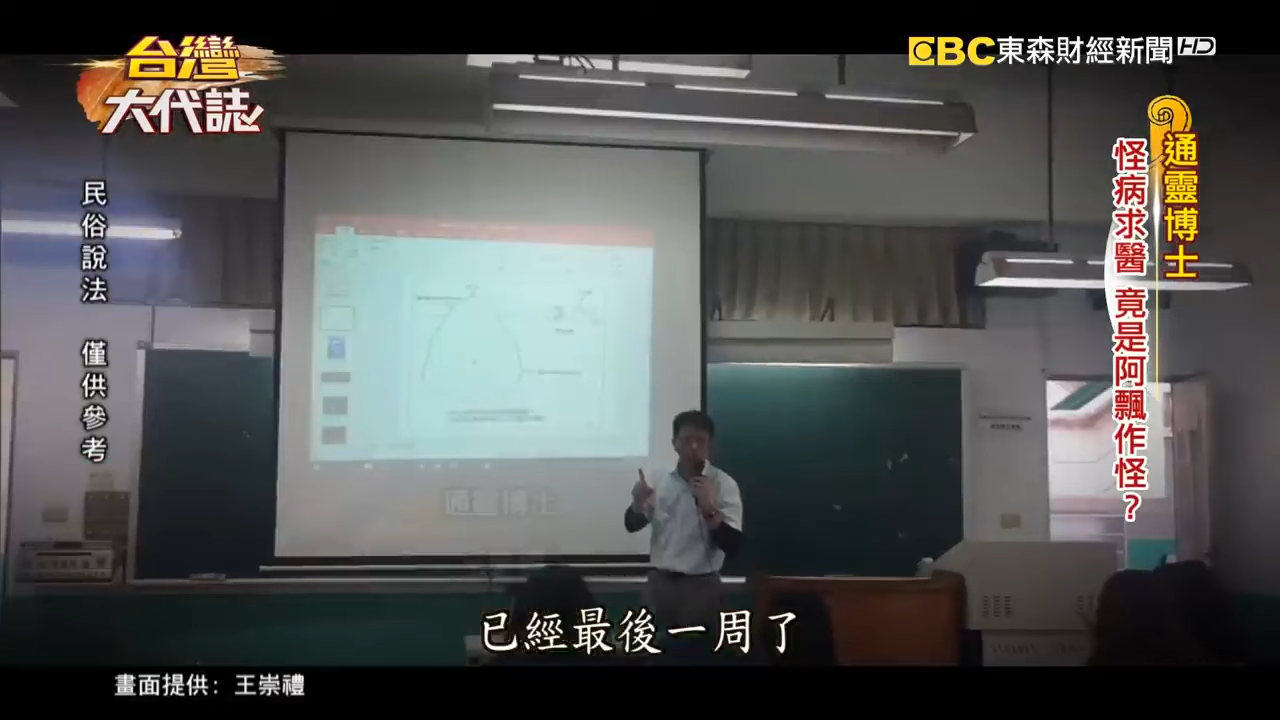 台灣
大代誌
EBC東森財經新聞HD
通靈博士
怪病求醫 竟是阿飄作怪?
民俗說法 僅供參考
通靈博士
已經最後一周了
畫面提供:王崇禮